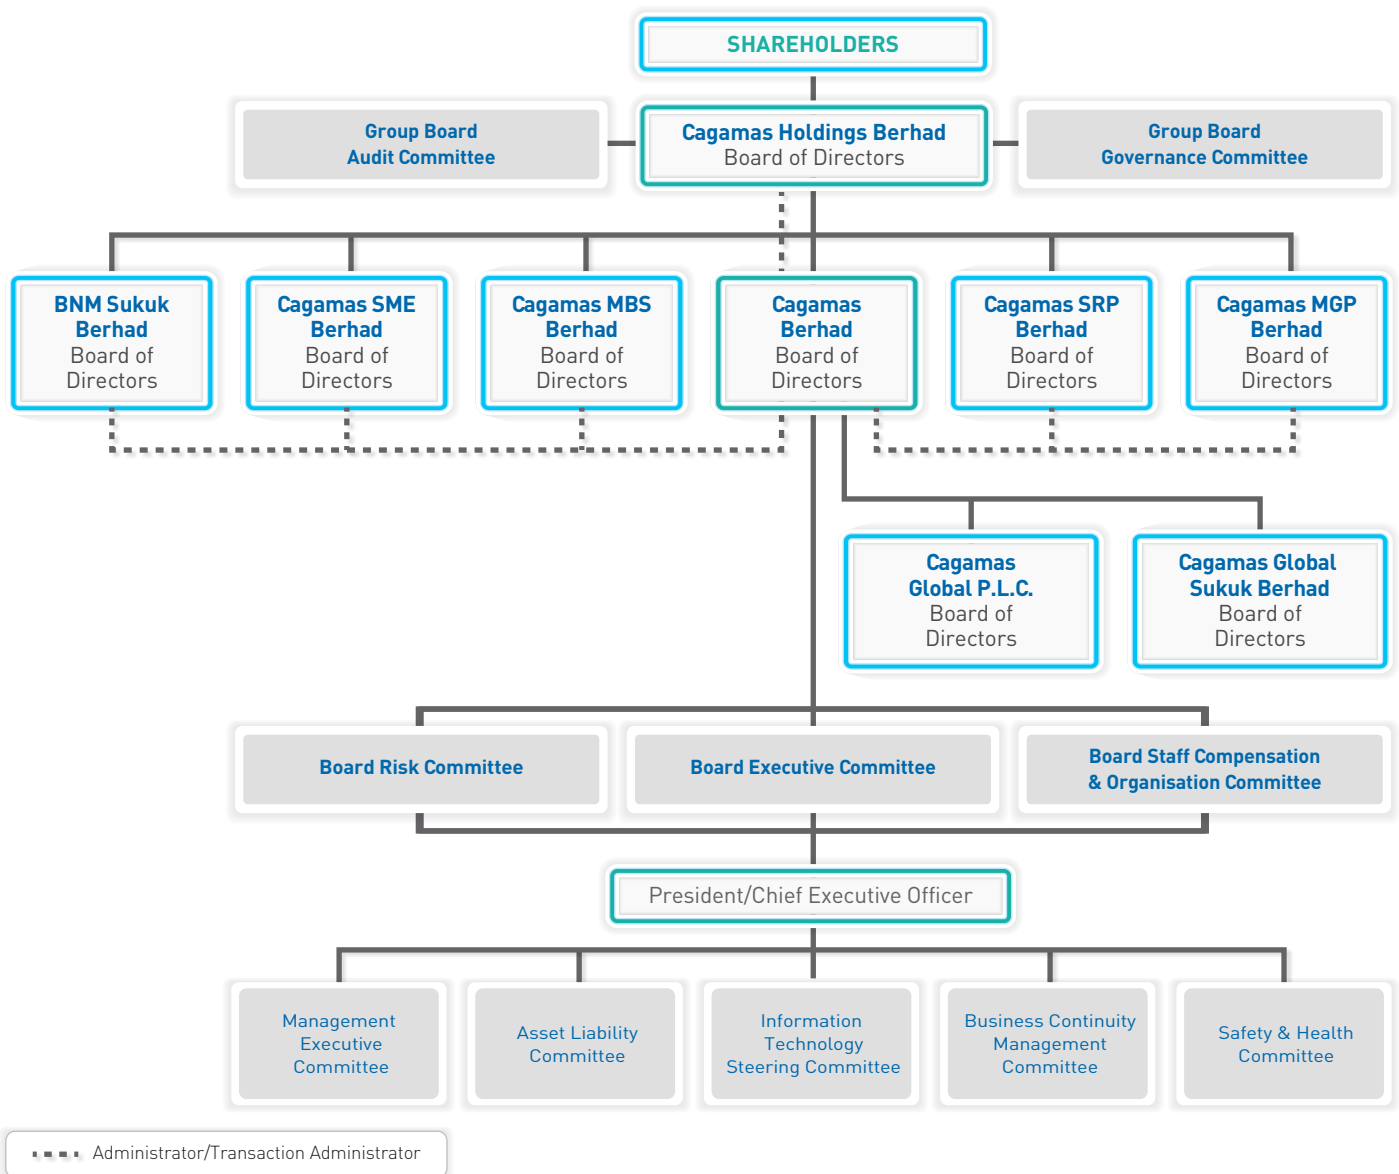 SHAREHOLDERS
Group Board
Audit Committee
Cagamas Holdings Berhad
Board of Directors
Group Board
Governance Committee
BNM Sukuk
Berhad
Board of
Directors
Cagamas SME
Berhad
Board of
Directors
Cagamas MBS
Berhad
Board of
Directors
Cagamas
Berhad
Board of
Directors
Cagamas SRP
Berhad
Board of
Directors
Cagamas MGP
Berhad
Board of
Directors
Cagamas
Global P.L.C.
Board of
Directors
Cagamas Global
Sukuk Berhad
Board of
Directors
Board Risk Committee
Board Executive Committee
Board Staff Compensation
& Organisation Committee
President/Chief Executive Officer
Management
Executive
Committee
Asset Liability
Committee
Information
Technology
Steering Committee
Business Continuity
Management
Committee
Safety & Health
Committee
Administrator/Transaction Administrator